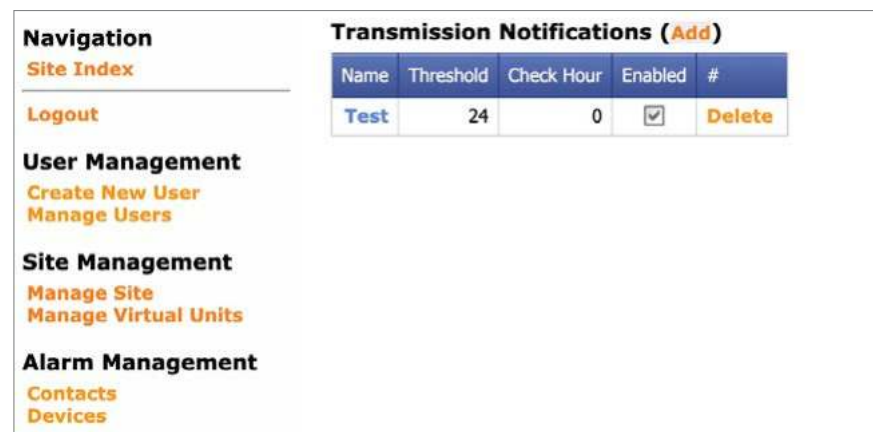 Navigation
Site Index
Logout
User Management
Create New User
Manage Users
Site Management
Manage Site
Manage Virtual Units
Alarm Management
Contacts
Devices
Transmission Notifications (Add)
Name Threshold Check Hour Enabled #
Test 24 0 Delete